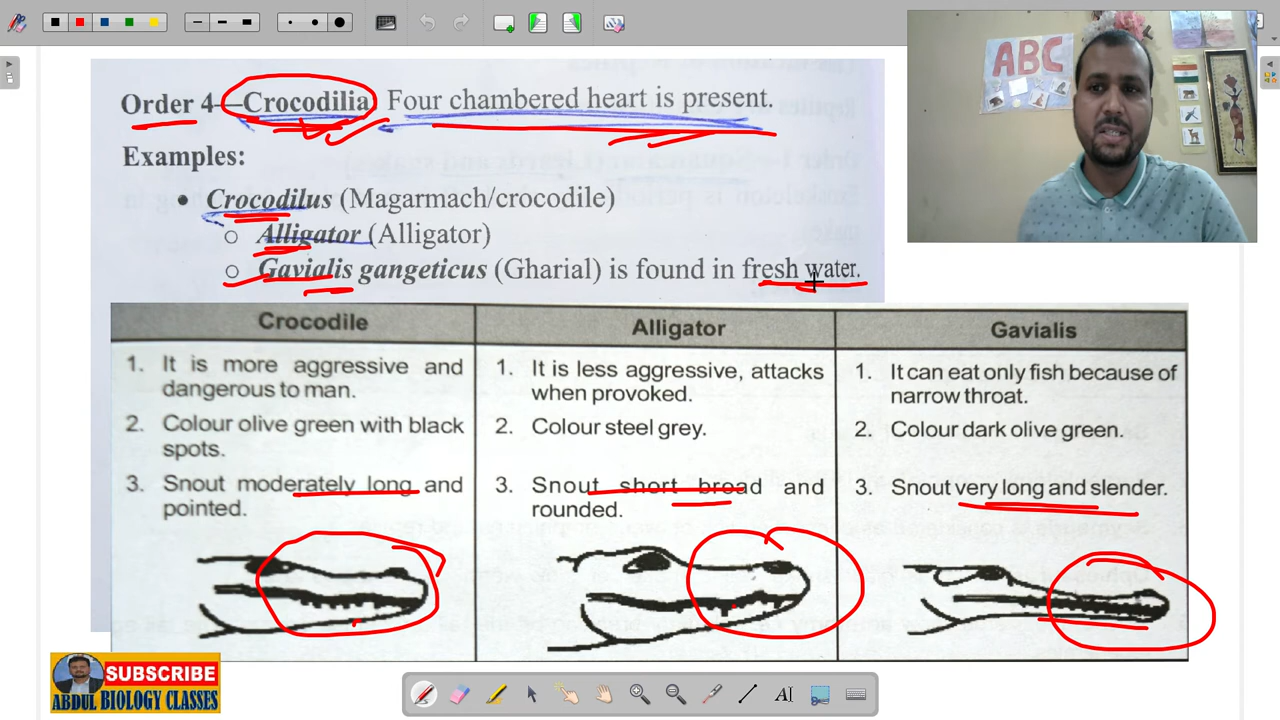 ABC
Order 4—Crocodilia Four chambered heart is present.
Examples:
• Crocodilus (Magarmach/crocodile)
○ Alligator (Alligator)
○ Gavialis gangeticus (Gharial) is found in fresh water.
Crocodile
1. It is more aggressive and
dangerous to man.
2. Colour olive green with black
spots.
3. Snout moderately long and
pointed.
Alligator
1. It is less aggressive, attacks
when provoked.
2. Colour steel grey.
3. Snout short broad and
rounded.
Gavialis
1. It can eat only fish because of
narrow throat.
2. Colour dark olive green.
3. Snout very long and slender.
SUBSCRIBE
ABDUL BIOLOGY CLASSES
AI